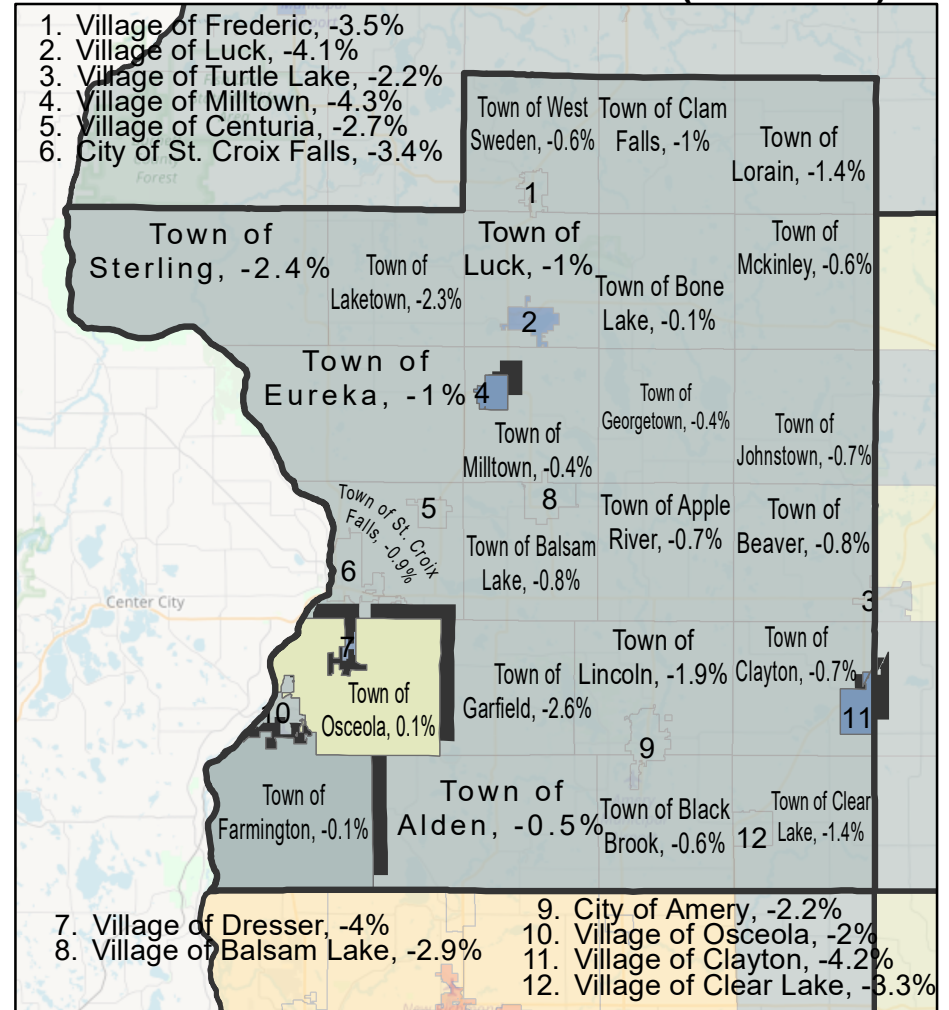 1. Village of Frederic, -3.5%
2. Village of Luck, -4.1%
3. Village of Turtle Lake, -2.2%
4. Village of Milltown, -4.3%
5. Village of Centuria, -2.7%
6. City of St. Croix Falls, -3.4%
Forest
Town of West
Sweden, -0.6%
Town of Clam
Falls, -1%
Town of
Lorain, -1.4%
1
Town of
Sterling, -2.4%
Town of
Laketown, -2.3%
Town of
Luck, -1%
Town of Bone
Lake, -0.1%
Town of
Mckinley, -0.6%
2
Town of
Eureka, -1%
4
Town of
Georgetown, -0.4%
Town of
Milltown, -0.4%
Town of
Johnstown, -0.7%
Town of St. Croix
Falls, -0.9%
5
8
Town of Apple
River, -0.7%
Town of
Beaver, -0.8%
Town of Balsam
Lake, -0.8%
6
Center City
3
7
Town of
Osceola, 0.1%
10
Town of
Garfield, -2.6%
Town of
Lincoln, -1.9%
Town of
Clayton, -0.7%
11
9
Town of
Farmington, -0.1%
Town of
Alden, -0.5%
Town of Black
Brook, -0.6%
12
Town of Clear
Lake, -1.4%
7. Village of Dresser, -4%
8. Village of Balsam Lake, -2.9%
9. City of Amery, -2.2%
10. Village of Osceola, -2%
11. Village of Clayton, -4.2%
12. Village of Clear Lake, -3.3%